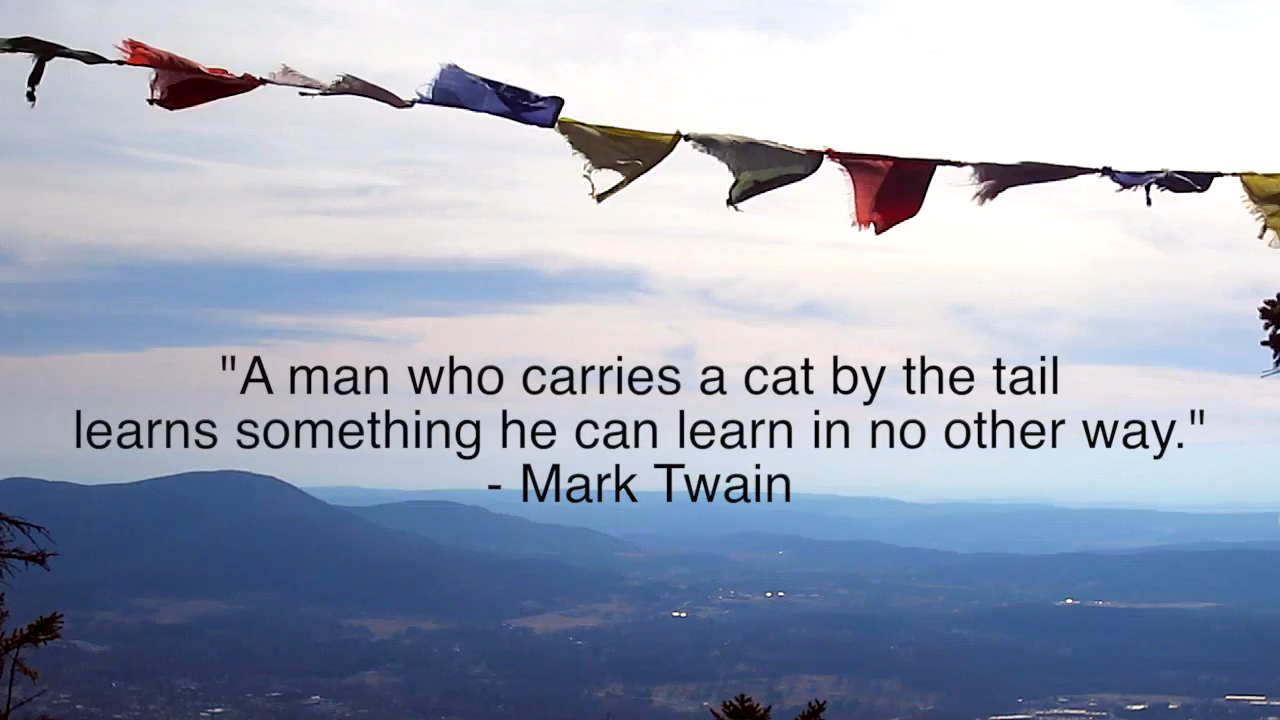 "A man who carries a cat by the tail
learns something he can learn in no other way."
- Mark Twain